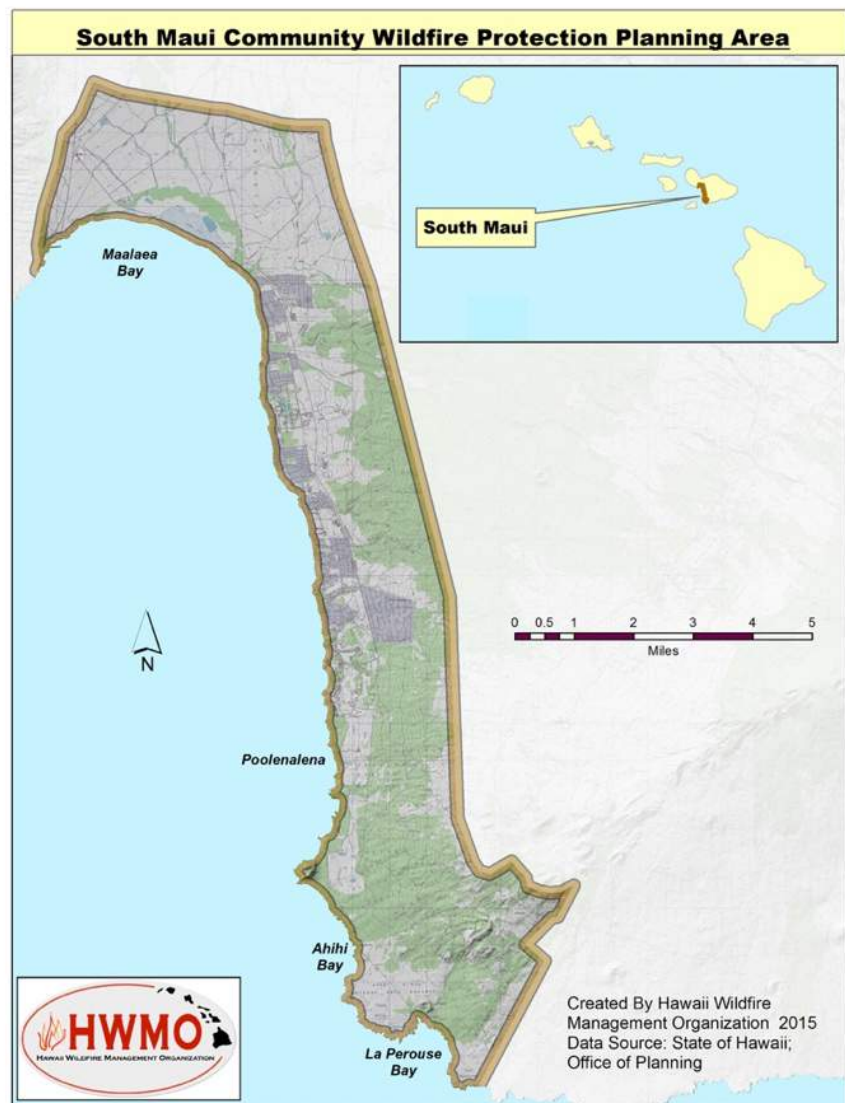 South Maui Community Wildfire Protection Planning Area
South Maui
Maalaea
Bay
0 0.5 1 2 3 4 5
Miles
N
Poolenalena
Ahihi
Bay
La Perouse
Bay
HWMO
HAWAII WILDFIRE MANAGEMENT ORGANIZATION
Created By Hawaii Wildfire
Management Organization 2015
Data Source: State of Hawaii;
Office of Planning